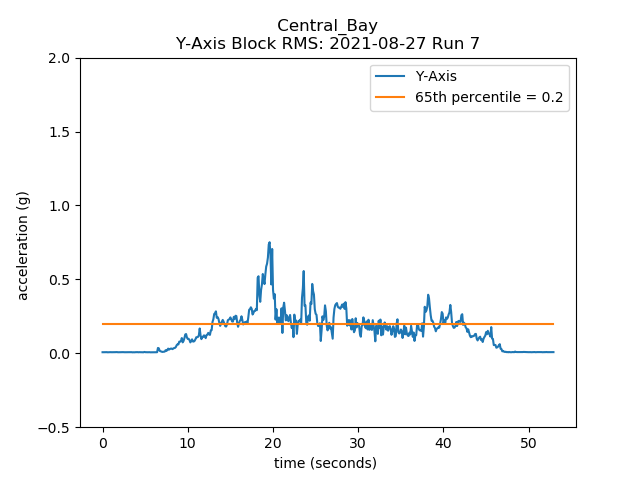 Central_Bay
Y-Axis Block RMS: 2021-08-27 Run 7
Y-Axis
65th percentile = 0.2
2.0
1.5
1.0
0.5
0.0
−0.5
acceleration (g)
0 10 20 30 40 50
time (seconds)